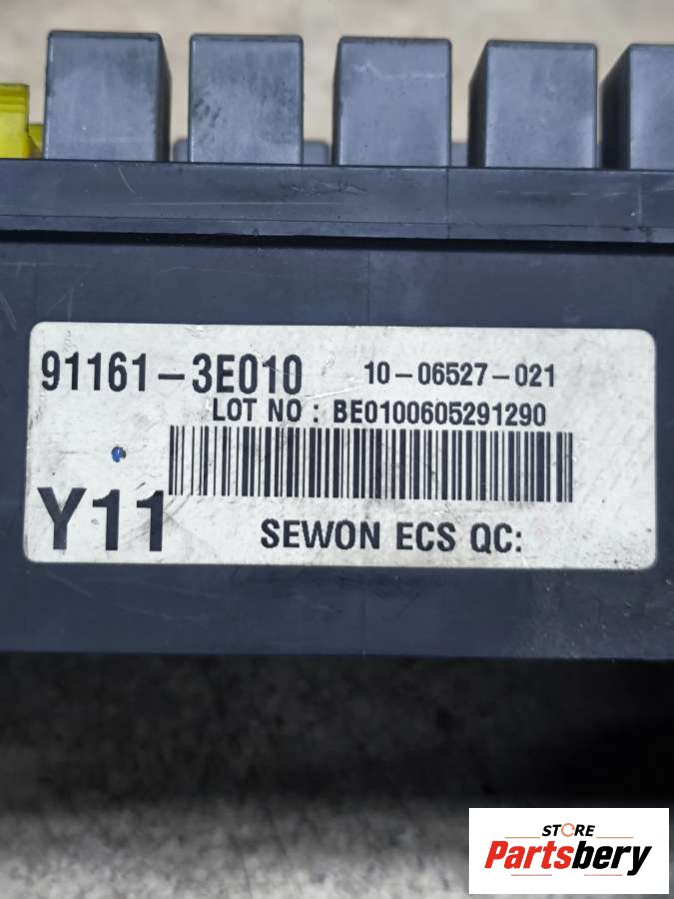 91161-3E010 10-06527-021
LOT NO : BE0100605291290
Y11
SEWON ECS QC:
STORE
Partsbery